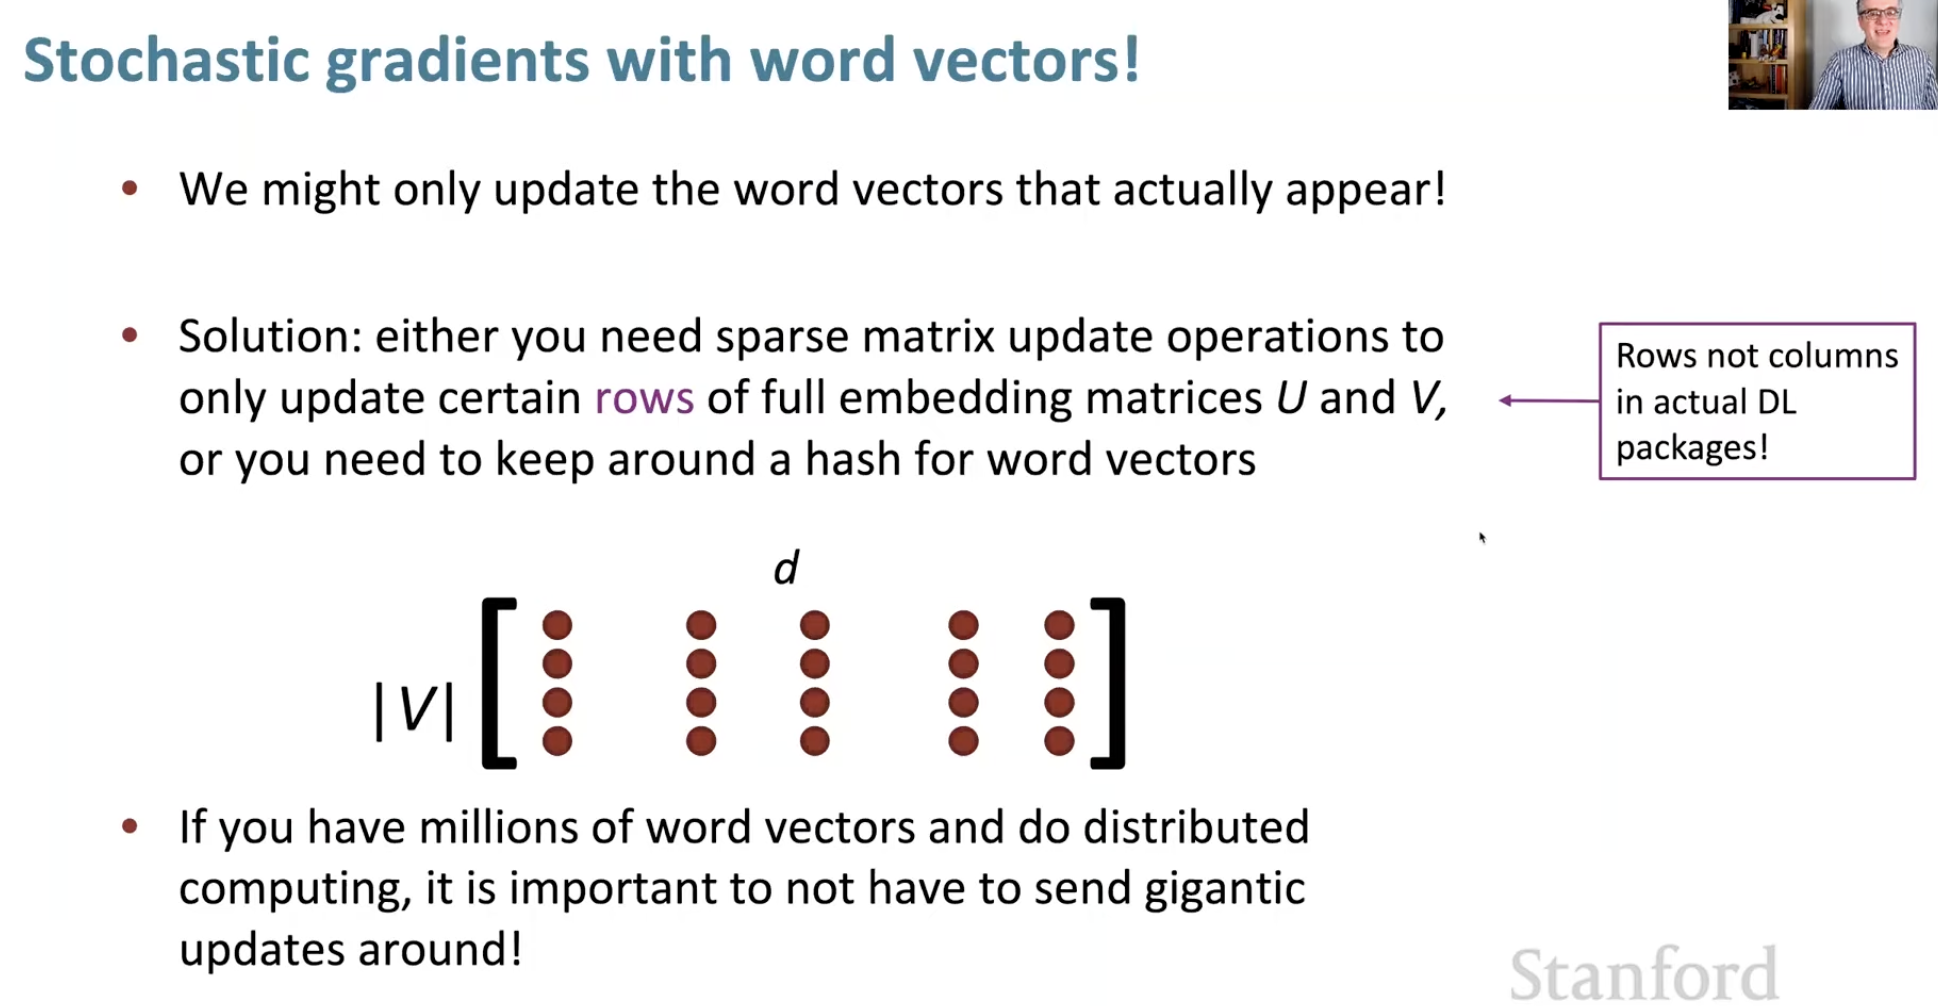 Stochastic gradients with word vectors!
• We might only update the word vectors that actually appear!
• Solution: either you need sparse matrix update operations to
only update certain rows of full embedding matrices U and V,
or you need to keep around a hash for word vectors
Rows not columns
in actual DL
packages!
d
|V|
• If you have millions of word vectors and do distributed
computing, it is important to not have to send gigantic
updates around!
Stanford